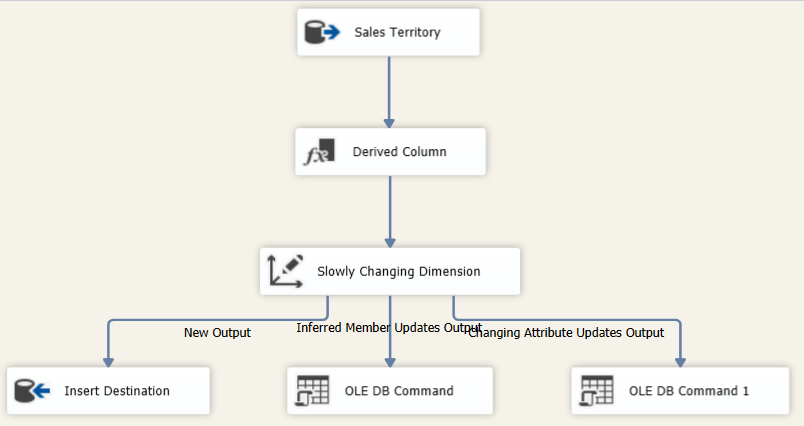 Sales Territory
fx
Derived Column
Slowly Changing Dimension
New Output
Inferred Member Updates Output
Changing Attribute Updates Output
Insert Destination
OLE DB Command
OLE DB Command 1